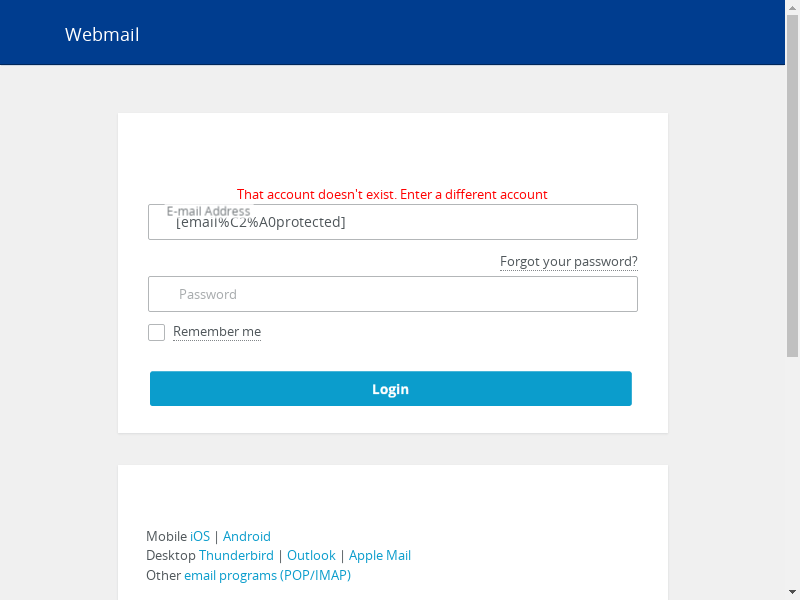 Webmail
That account doesn't exist. Enter a different account
E-mail Address
[email%C2%A0protected]
Forgot your password?
Password
Remember me
Login
Mobile iOS | Android
Desktop Thunderbird | Outlook | Apple Mail
Other email programs (POP/IMAP)